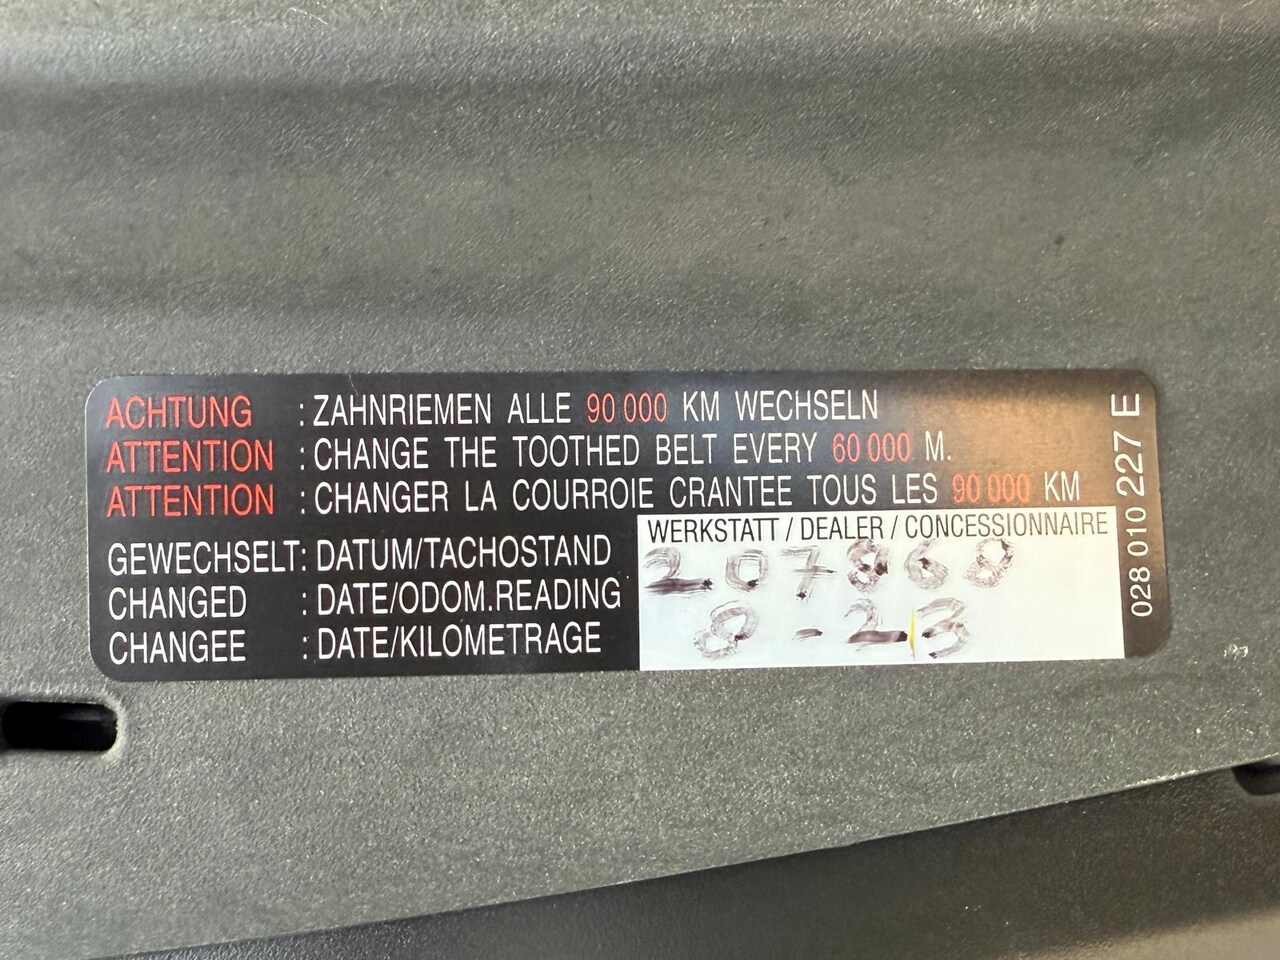 ACHTUNG : ZAHNRIEMEN ALLE 90 000 KM WECHSELN
ATTENTION : CHANGE THE TOOTHED BELT EVERY 60 000 M.
ATTENTION : CHANGER LA COURROIE CRANTEE TOUS LES 90 000 KM
WERKSTATT / DEALER / CONCESSIONNAIRE
GEWECHSELT: DATUM/TACHOSTAND
CHANGED : DATE/ODOM.READING
CHANGEE : DATE/KILOMETRAGE
207868
8-213
028 010 227 E